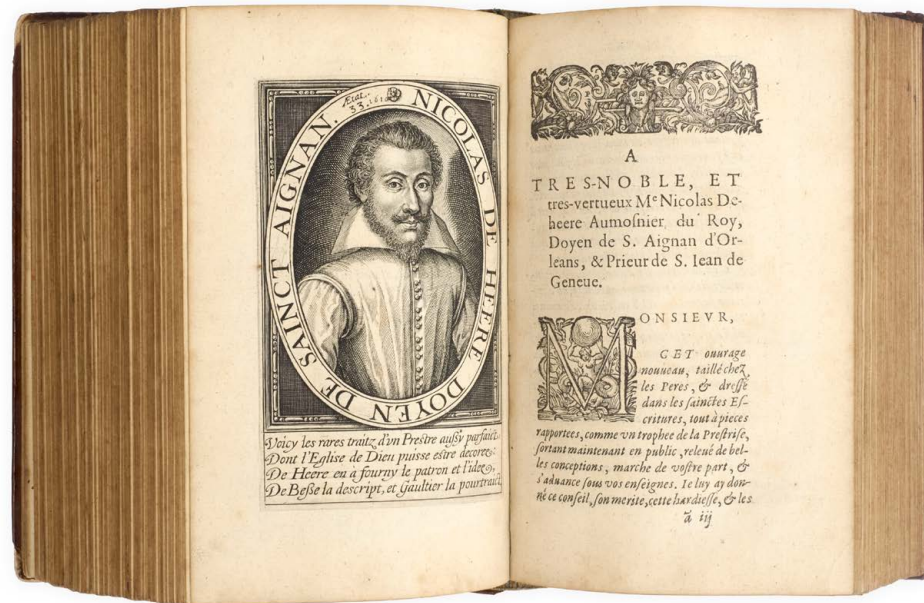 Ætat. 33. 1610
NICOLAS DE HEERE DOYEN DE SAINCT AIGNAN.
Voicy les rares traitz d'vn Prestre aussy parfaict
Dont l'Eglise de Dieu puisse estre decoree:
De Heere en à fourny le patron et l'idee,
De Beſſe la descript, et Gaultier la pourtraict
A
TRES-NOBLE, ET
tres-vertueux Mᵉ Nicolas De-
heere Aumoſnier du Roy,
Doyen de S. Aignan d'Or-
leans, & Prieur de S. Iean de
Geneue.
MONSIEVR,
CET ouurage
nouueau, taillé chez
les Peres, & dreſſé
dans les ſainctes Eſ-
critures, tout à pieces
rapportees, comme vn trophee de la Preſtriſe,
ſortant maintenant en public, releué de bel-
les conceptions, marche de voſtre part, &
s'aduance ſous vos enſeignes. Ie luy ay don-
né ce conſeil, ſon merite, cette hardieſſe, & les
ã iij